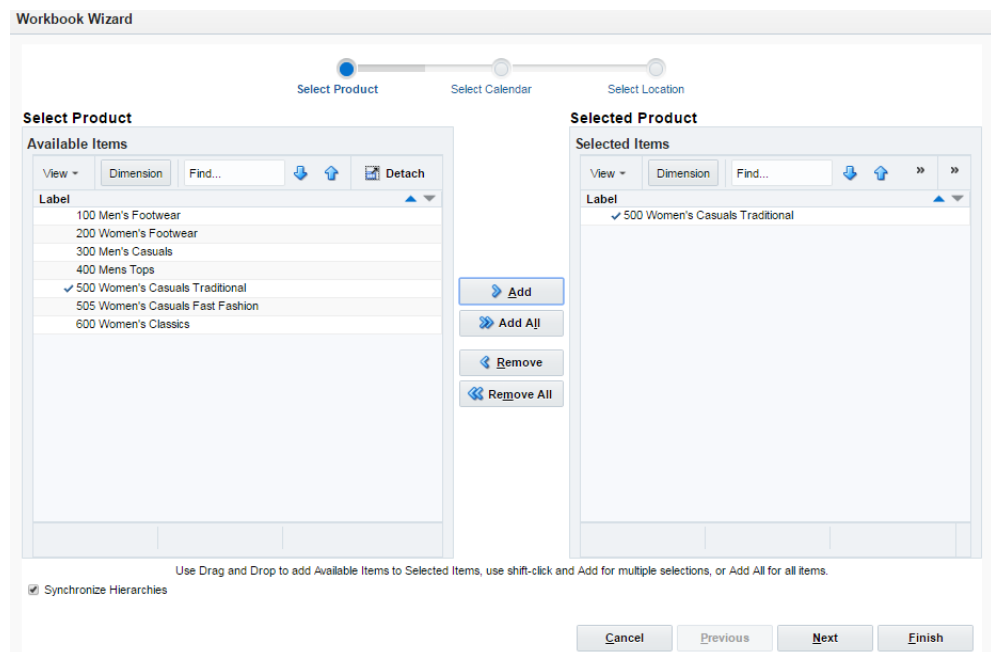 Workbook Wizard
Select Product
Select Calendar
Select Location
Select Product
Available Items
View
Dimension
Find...
Detach
Label
100 Men's Footwear
200 Women's Footwear
300 Men's Casuals
400 Mens Tops
500 Women's Casuals Traditional
505 Women's Casuals Fast Fashion
600 Women's Classics
Add
Add All
Remove
Remove All
Selected Product
Selected Items
View
Dimension
Find...
»
»
Label
500 Women's Casuals Traditional
Use Drag and Drop to add Available Items to Selected Items, use shift-click and Add for multiple selections, or Add All for all items.
Synchronize Hierarchies
Cancel
Previous
Next
Finish